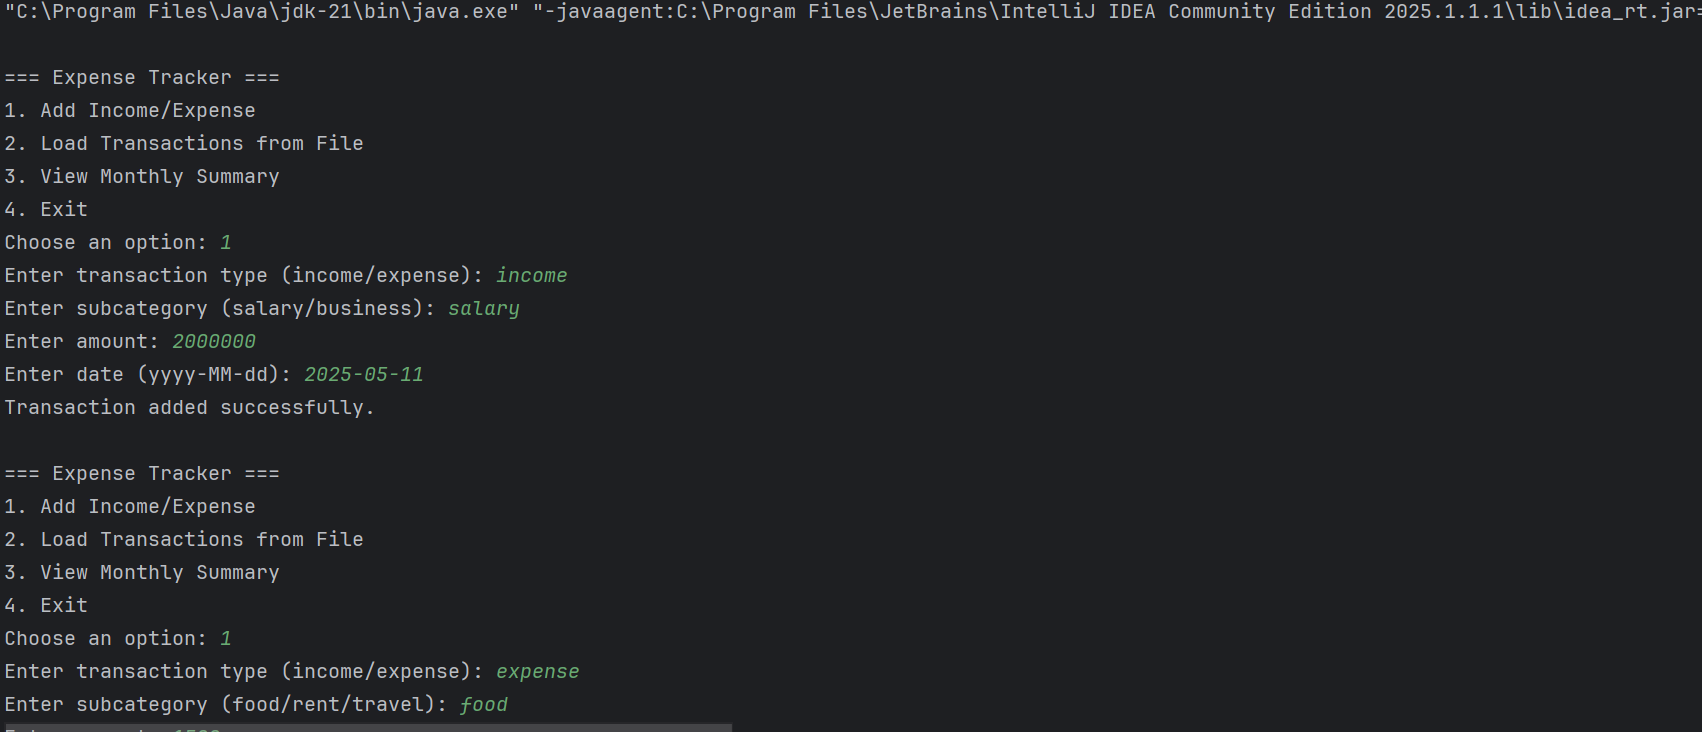 "C:\Program Files\Java\jdk-21\bin\java.exe" "-javaagent:C:\Program Files\JetBrains\IntelliJ IDEA Community Edition 2025.1.1.1\lib\idea_rt.jar=
=== Expense Tracker ===
1. Add Income/Expense
2. Load Transactions from File
3. View Monthly Summary
4. Exit
Choose an option: 1
Enter transaction type (income/expense): income
Enter subcategory (salary/business): salary
Enter amount: 2000000
Enter date (yyyy-MM-dd): 2025-05-11
Transaction added successfully.
=== Expense Tracker ===
1. Add Income/Expense
2. Load Transactions from File
3. View Monthly Summary
4. Exit
Choose an option: 1
Enter transaction type (income/expense): expense
Enter subcategory (food/rent/travel): food